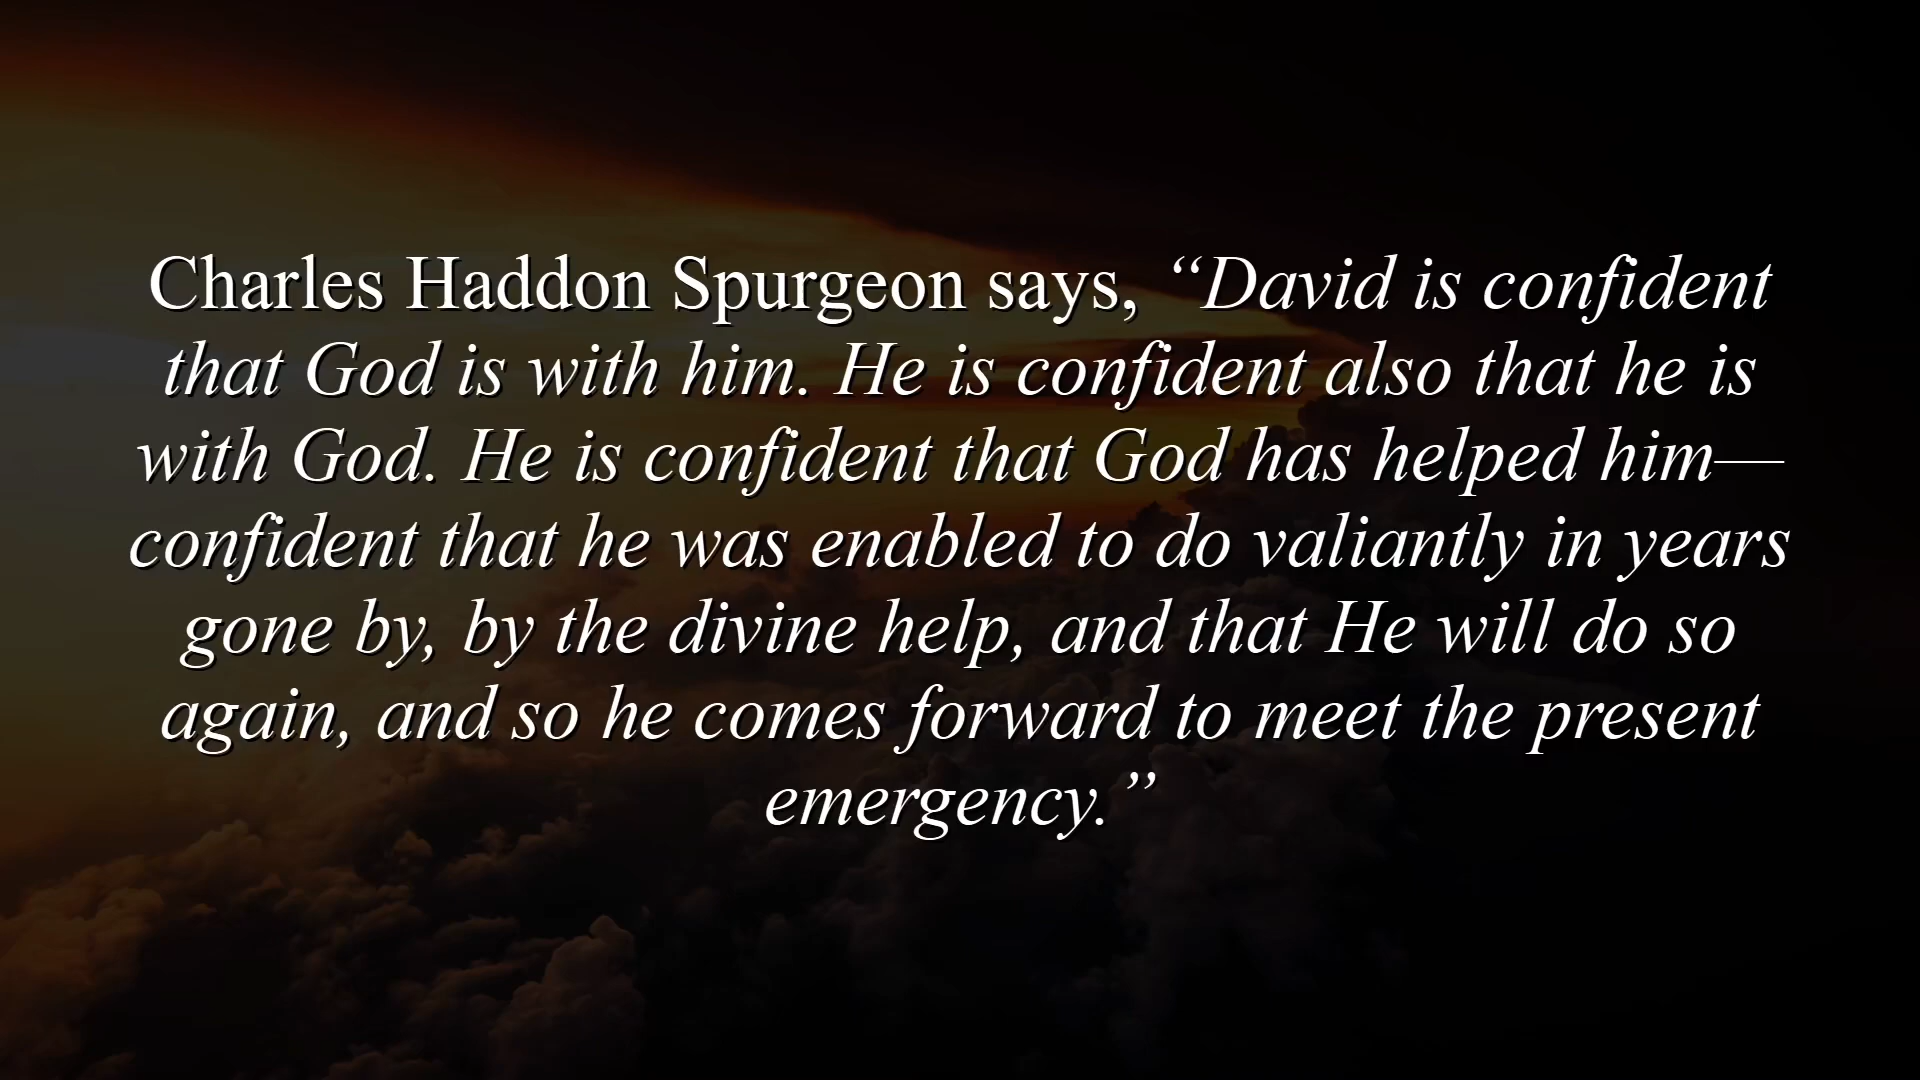 Charles Haddon Spurgeon says, “David is confident
that God is with him. He is confident also that he is
with God. He is confident that God has helped him—
confident that he was enabled to do valiantly in years
gone by, by the divine help, and that He will do so
again, and so he comes forward to meet the present
emergency.”